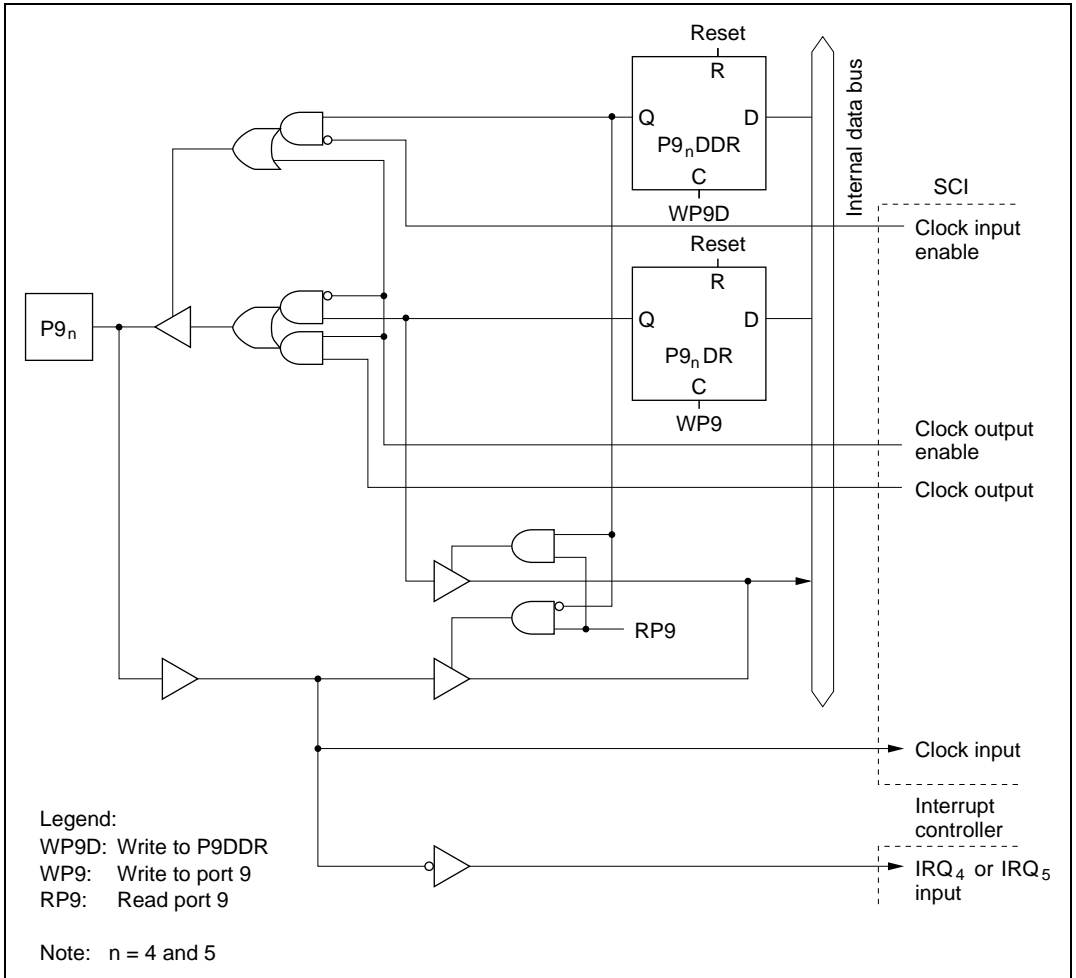 Reset
R
Q
D
P9nDDR
C
WP9D
Internal data bus
SCI
Clock input
enable
Reset
R
P9n
Q
D
P9nDR
C
WP9
Clock output
enable
Clock output
RP9
Clock input
Legend:
WP9D: Write to P9DDR
WP9: Write to port 9
RP9: Read port 9
Interrupt
controller
IRQ4 or IRQ5
input
Note: n = 4 and 5